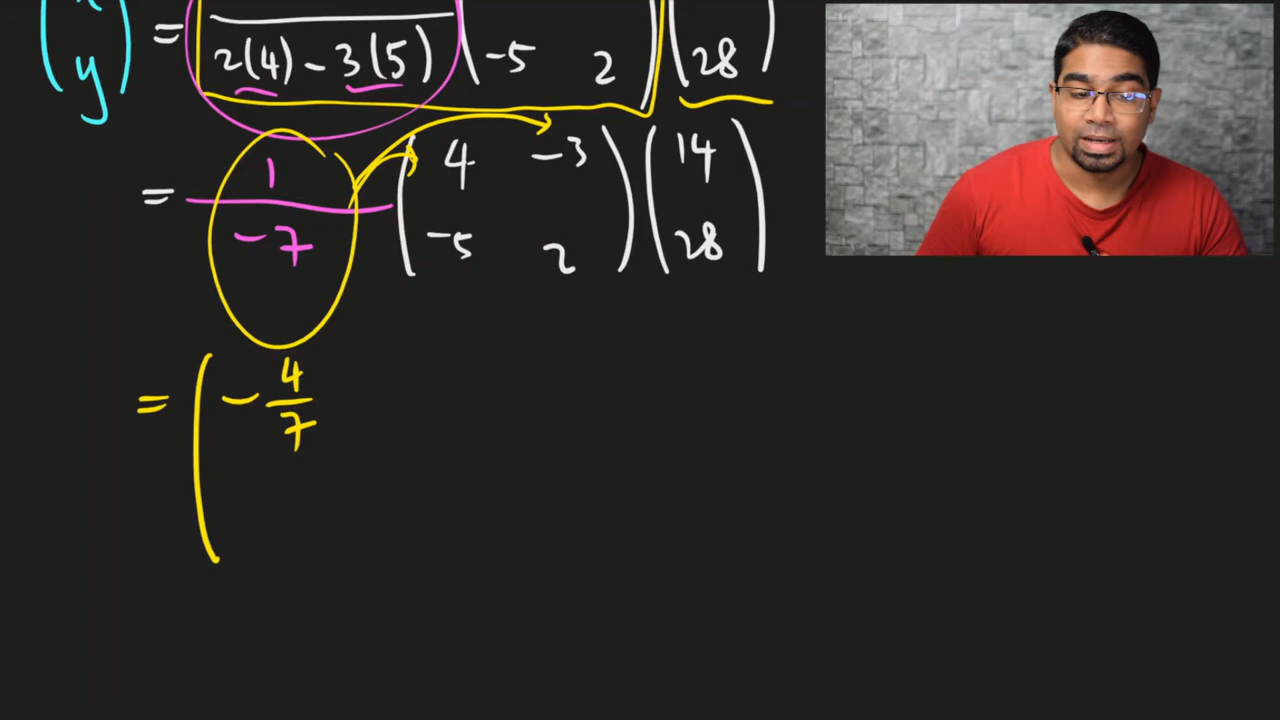 y = 2(4) - 3(5) -5 2 28
= 1/-7 (4 -3) (14)
(-5 2) (28)
= ( - 4/7